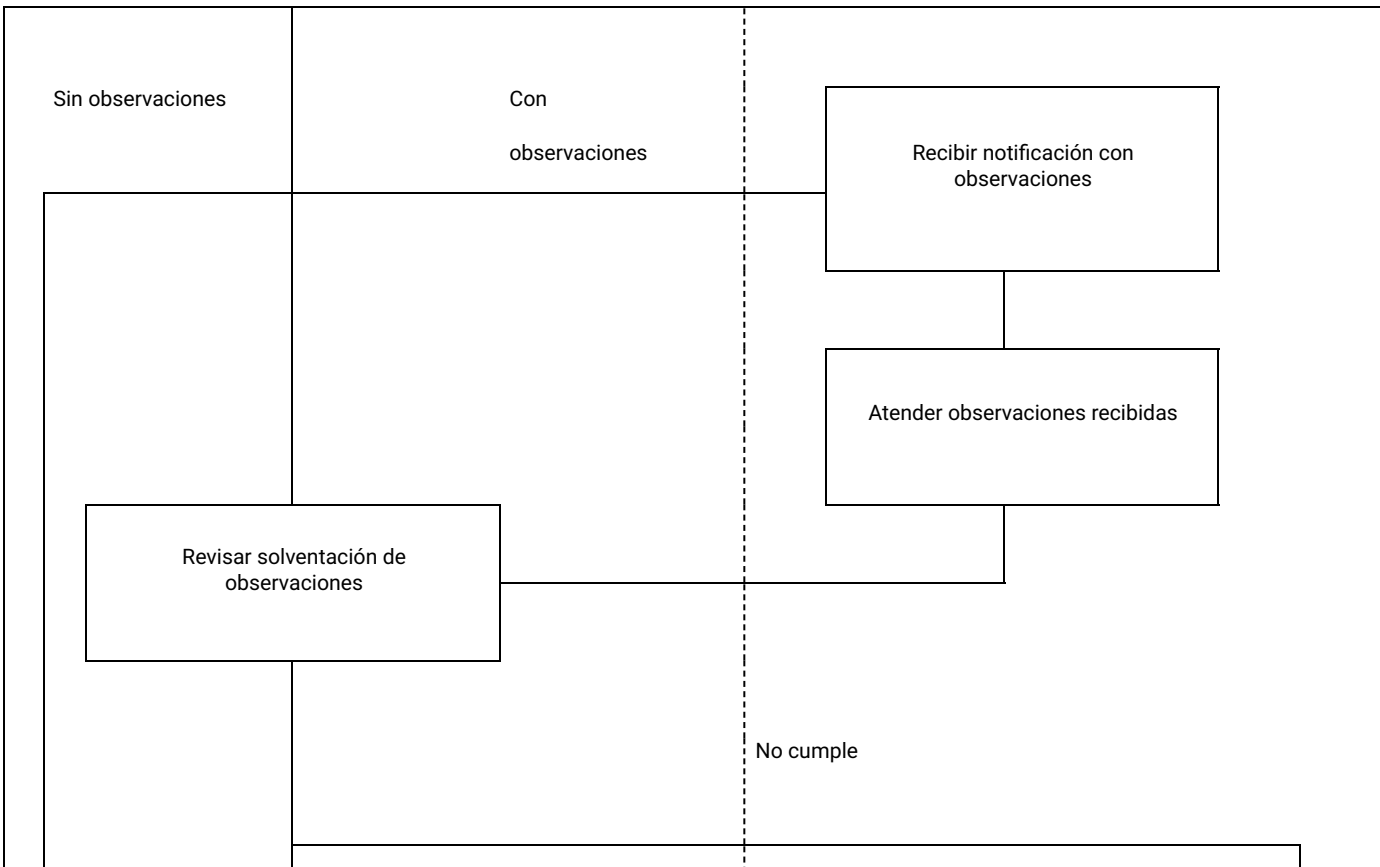 Sin observaciones
Con
observaciones
Recibir notificación con
observaciones
Atender observaciones recibidas
Revisar solventación de
observaciones
No cumple